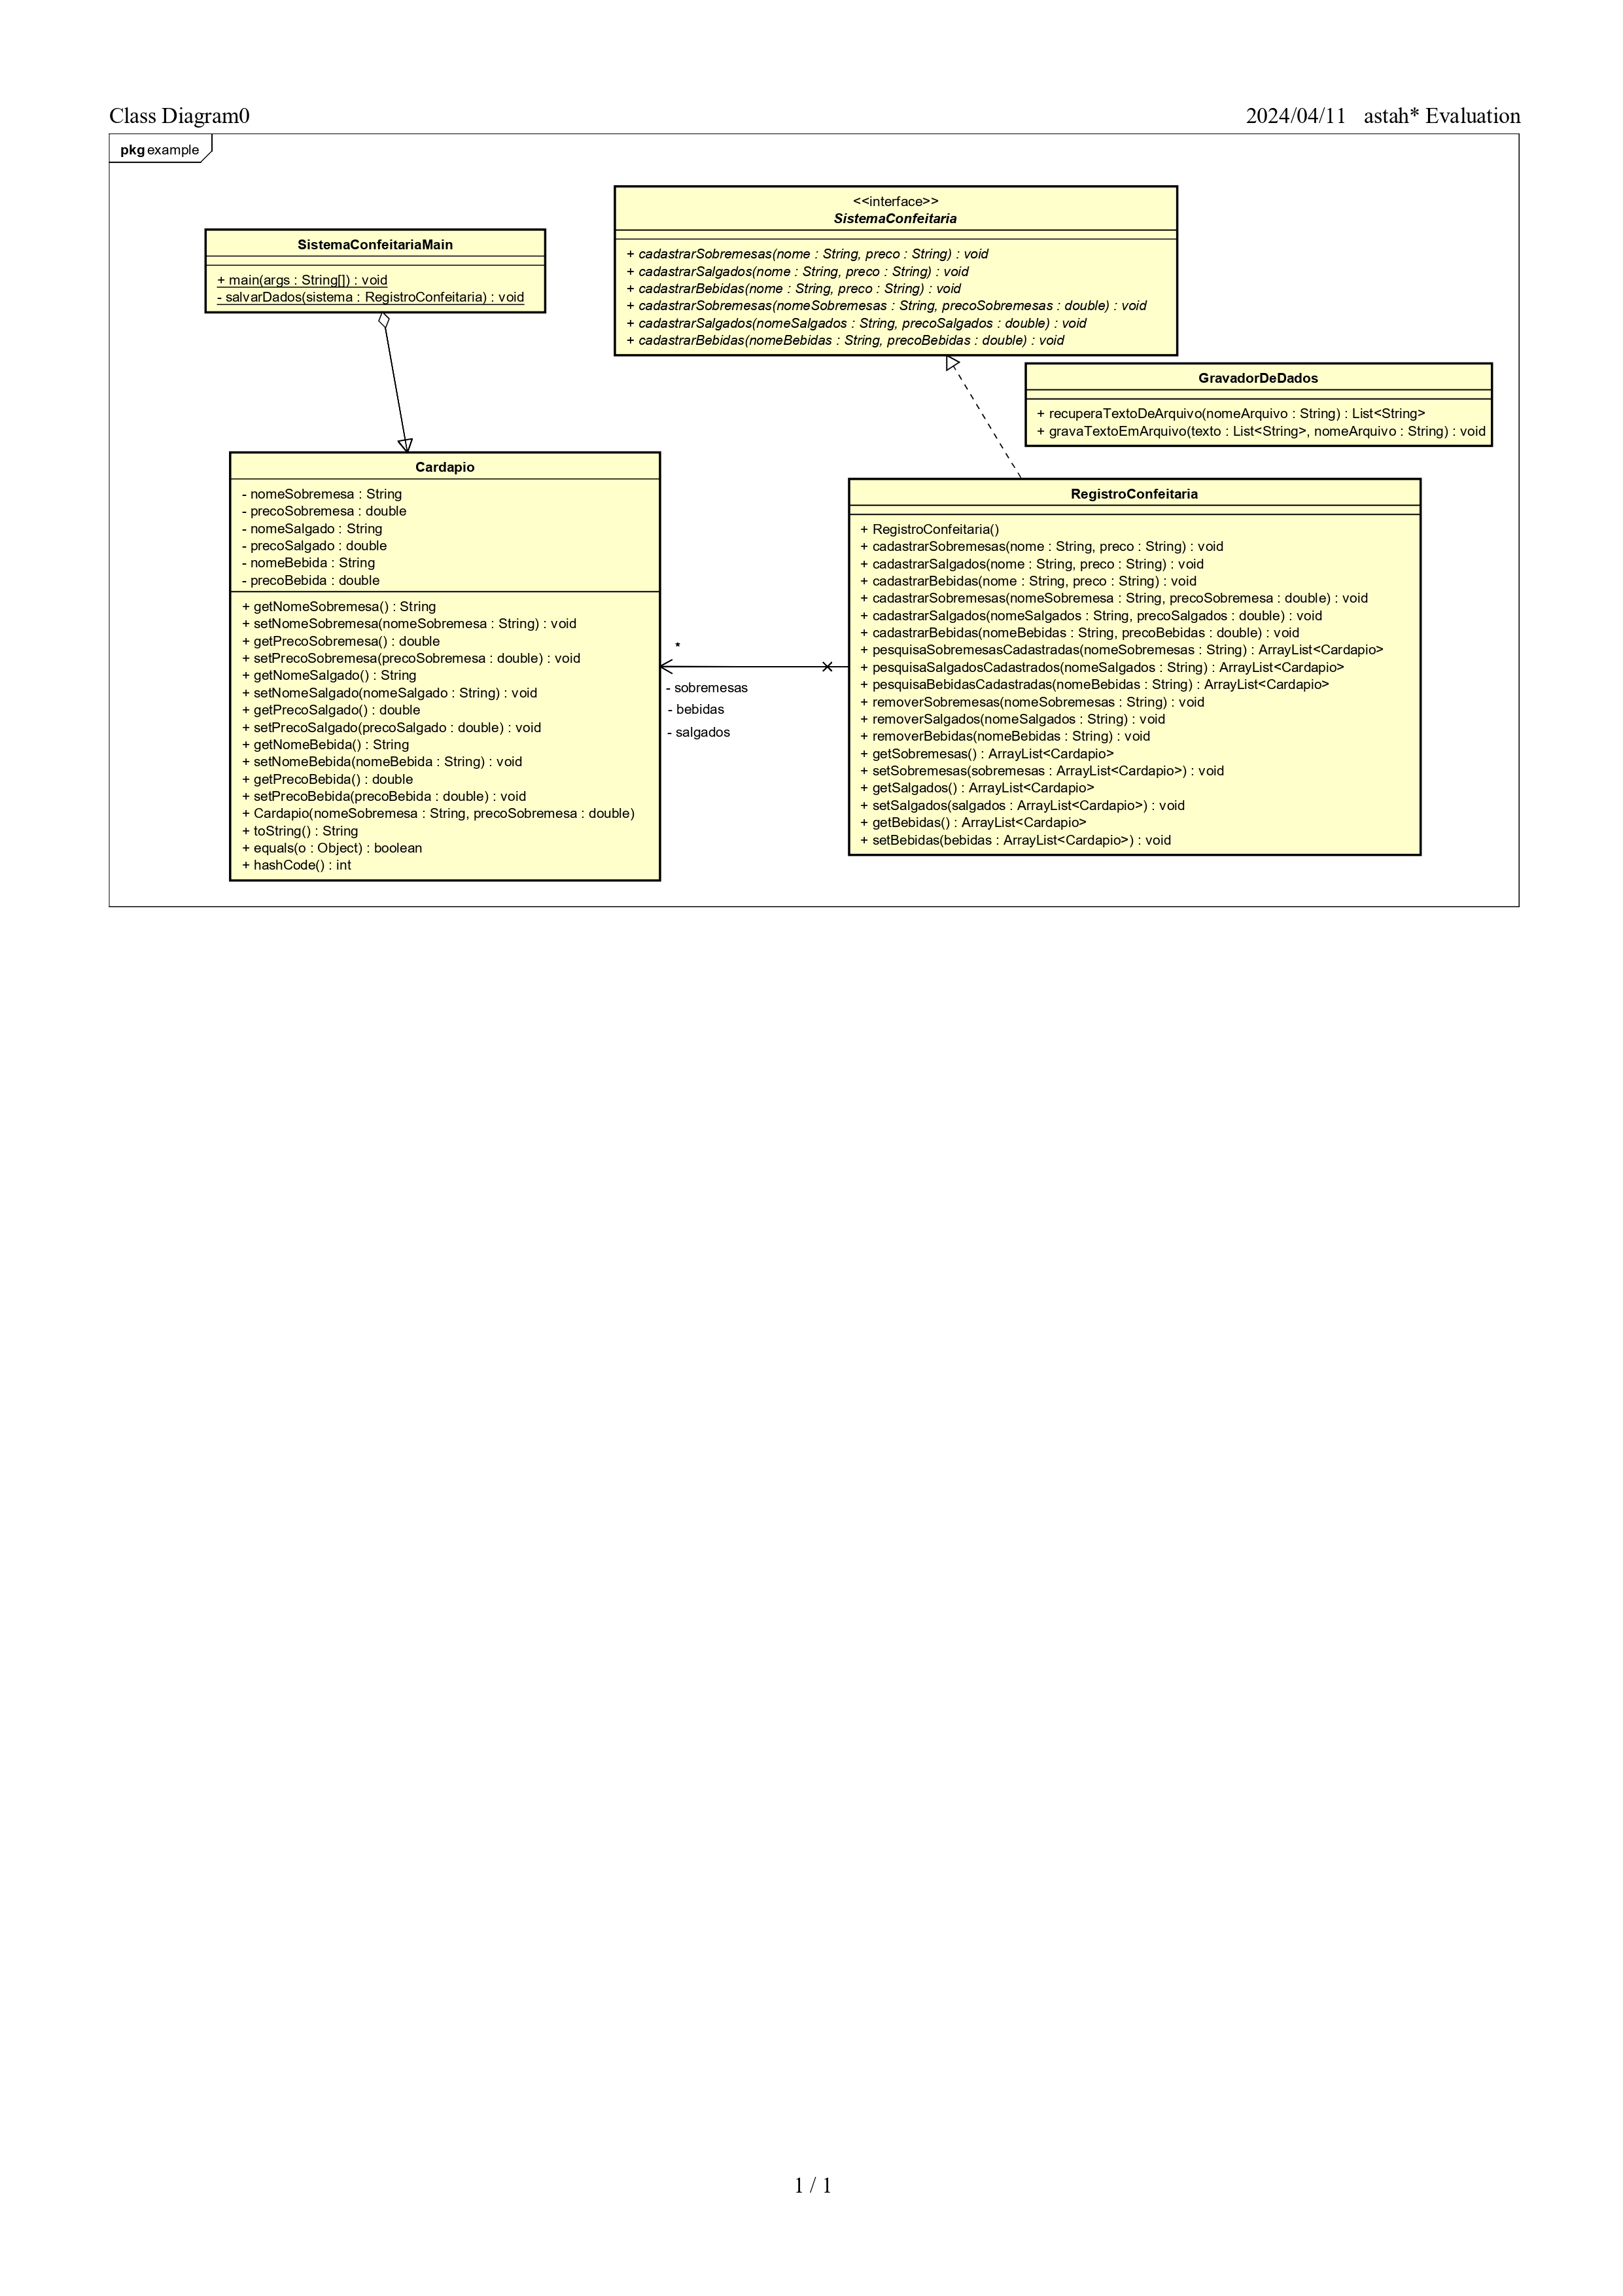 Class Diagram0
2024/04/11 astah* Evaluation
pkg example
SistemaConfeitariaMain
+ main(args : String[]) : void
- salvarDados(sistema : RegistroConfeitaria) : void
<<interface>>
SistemaConfeitaria
+ cadastrarSobremesas(nome : String, preco : String) : void
+ cadastrarSalgados(nome : String, preco : String) : void
+ cadastrarBebidas(nome : String, preco : String) : void
+ cadastrarSobremesas(nomeSobremesas : String, precoSobremesas : double) : void
+ cadastrarSalgados(nomeSalgados : String, precoSalgados : double) : void
+ cadastrarBebidas(nomeBebidas : String, precoBebidas : double) : void
GravadorDeDados
+ recuperaTextoDeArquivo(nomeArquivo : String) : List<String>
+ gravaTextoEmArquivo(texto : List<String>, nomeArquivo : String) : void
Cardapio
- nomeSobremesa : String
- precoSobremesa : double
- nomeSalgado : String
- precoSalgado : double
- nomeBebida : String
- precoBebida : double
+ getNomeSobremesa() : String
+ setNomeSobremesa(nomeSobremesa : String) : void
+ getPrecoSobremesa() : double
+ setPrecoSobremesa(precoSobremesa : double) : void
+ getNomeSalgado() : String
+ setNomeSalgado(nomeSalgado : String) : void
+ getPrecoSalgado() : double
+ setPrecoSalgado(precoSalgado : double) : void
+ getNomeBebida() : String
+ setNomeBebida(nomeBebida : String) : void
+ getPrecoBebida() : double
+ setPrecoBebida(precoBebida : double) : void
+ Cardapio(nomeSobremesa : String, precoSobremesa : double)
+ toString() : String
+ equals(o : Object) : boolean
+ hashCode() : int
*
- sobremesas
- bebidas
- salgados
RegistroConfeitaria
+ RegistroConfeitaria()
+ cadastrarSobremesas(nome : String, preco : String) : void
+ cadastrarSalgados(nome : String, preco : String) : void
+ cadastrarBebidas(nome : String, preco : String) : void
+ cadastrarSobremesas(nomeSobremesa : String, precoSobremesa : double) : void
+ cadastrarSalgados(nomeSalgados : String, precoSalgados : double) : void
+ cadastrarBebidas(nomeBebidas : String, precoBebidas : double) : void
+ pesquisaSobremesasCadastradas(nomeSobremesas : String) : ArrayList<Cardapio>
+ pesquisaSalgadosCadastrados(nomeSalgados : String) : ArrayList<Cardapio>
+ pesquisaBebidasCadastradas(nomeBebidas : String) : ArrayList<Cardapio>
+ removerSobremesas(nomeSobremesas : String) : void
+ removerSalgados(nomeSalgados : String) : void
+ removerBebidas(nomeBebidas : String) : void
+ getSobremesas() : ArrayList<Cardapio>
+ setSobremesas(sobremesas : ArrayList<Cardapio>) : void
+ getSalgados() : ArrayList<Cardapio>
+ setSalgados(salgados : ArrayList<Cardapio>) : void
+ getBebidas() : ArrayList<Cardapio>
+ setBebidas(bebidas : ArrayList<Cardapio>) : void
1 / 1